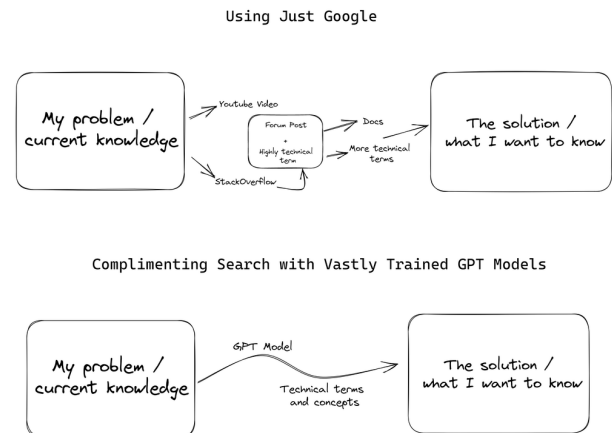 Using Just Google
My problem /
current knowledge
Youtube Video
StackOverflow
Forum Post
+
Highly technical
term
Docs
More technical
terms
The solution /
what I want to know
Complimenting Search with Vastly Trained GPT Models
My problem /
current knowledge
GPT Model
Technical terms
and concepts
The solution /
what I want to know